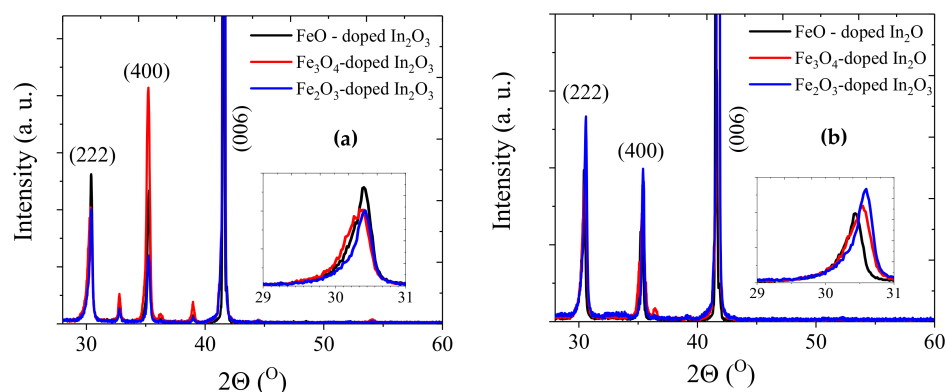 FeO - doped In₂O₃
Fe₃O₄-doped In₂O₃
Fe₂O₃-doped In₂O₃
(400)
(222)
(006)
(a)
Intensity (a. u.)
29 30 31
30 40 50 60
2Θ (ᴼ)
FeO - doped In₂O
Fe₃O₄-doped In₂O
Fe₂O₃-doped In₂O₃
(222)
(400)
(006)
(b)
Intensity (a. u.)
29 30 31
30 40 50 60
2Θ (ᴼ)